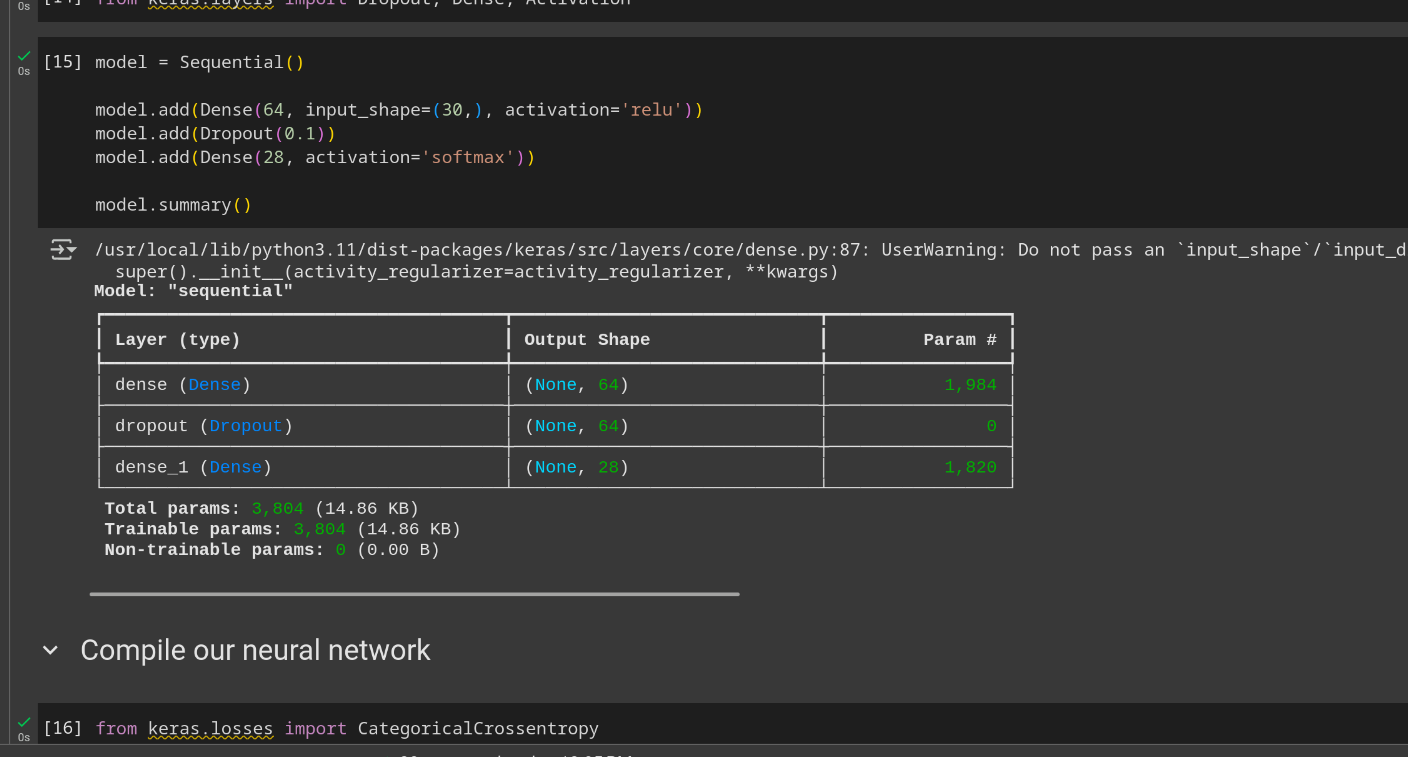 0s
[14] from keras.layers import Dropout, Dense, Activation
0s
[15] model = Sequential()
model.add(Dense(64, input_shape=(30,), activation='relu'))
model.add(Dropout(0.1))
model.add(Dense(28, activation='softmax'))
model.summary()
/usr/local/lib/python3.11/dist-packages/keras/src/layers/core/dense.py:87: UserWarning: Do not pass an `input_shape`/`input_d
super().__init__(activity_regularizer=activity_regularizer, **kwargs)
Model: "sequential"
Layer (type) Output Shape Param #
dense (Dense) (None, 64) 1,984
dropout (Dropout) (None, 64) 0
dense_1 (Dense) (None, 28) 1,820
Total params: 3,804 (14.86 KB)
Trainable params: 3,804 (14.86 KB)
Non-trainable params: 0 (0.00 B)
Compile our neural network
0s
[16] from keras.losses import CategoricalCrossentropy